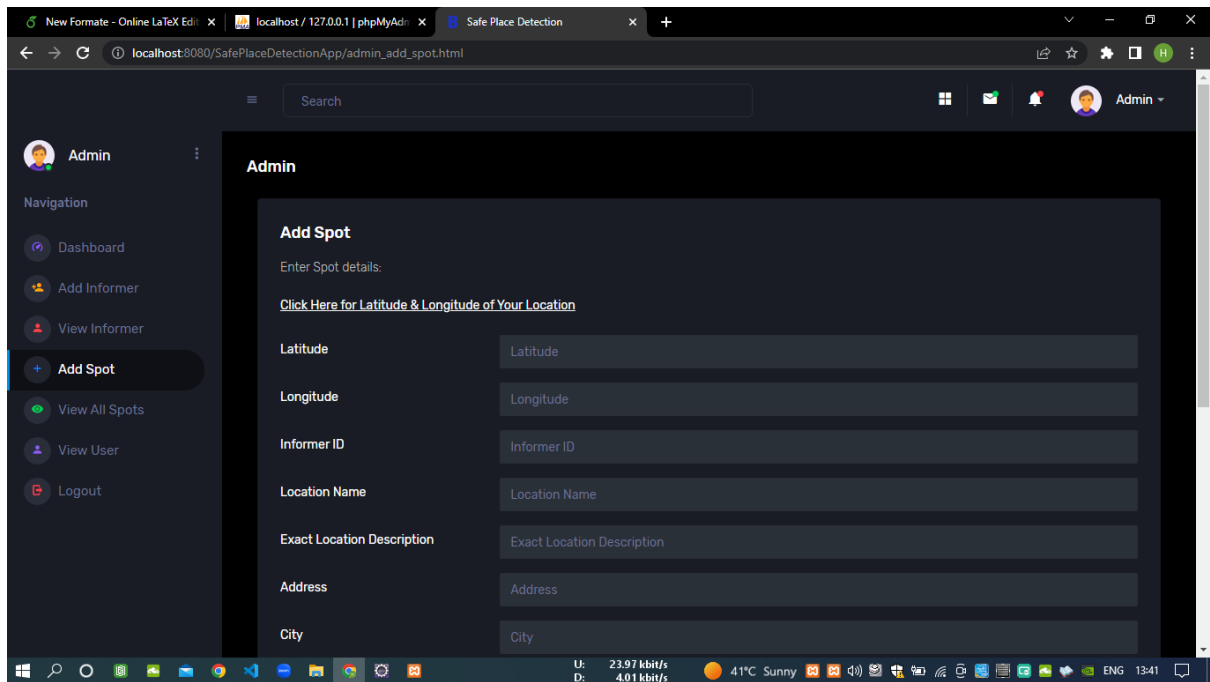 New Formate - Online LaTeX Edit
localhost / 127.0.0.1 | phpMyAdm
Safe Place Detection
localhost:8080/SafePlaceDetectionApp/admin_add_spot.html
H
Search
Admin
Admin
Navigation
Dashboard
Add Informer
View Informer
Add Spot
View All Spots
View User
Logout
Admin
Add Spot
Enter Spot details:
Click Here for Latitude & Longitude of Your Location
Latitude Latitude
Longitude Longitude
Informer ID Informer ID
Location Name Location Name
Exact Location Description Exact Location Description
Address Address
City City
U: 23.97 kbit/s
D: 4.01 kbit/s
41°C Sunny
ENG 13:41